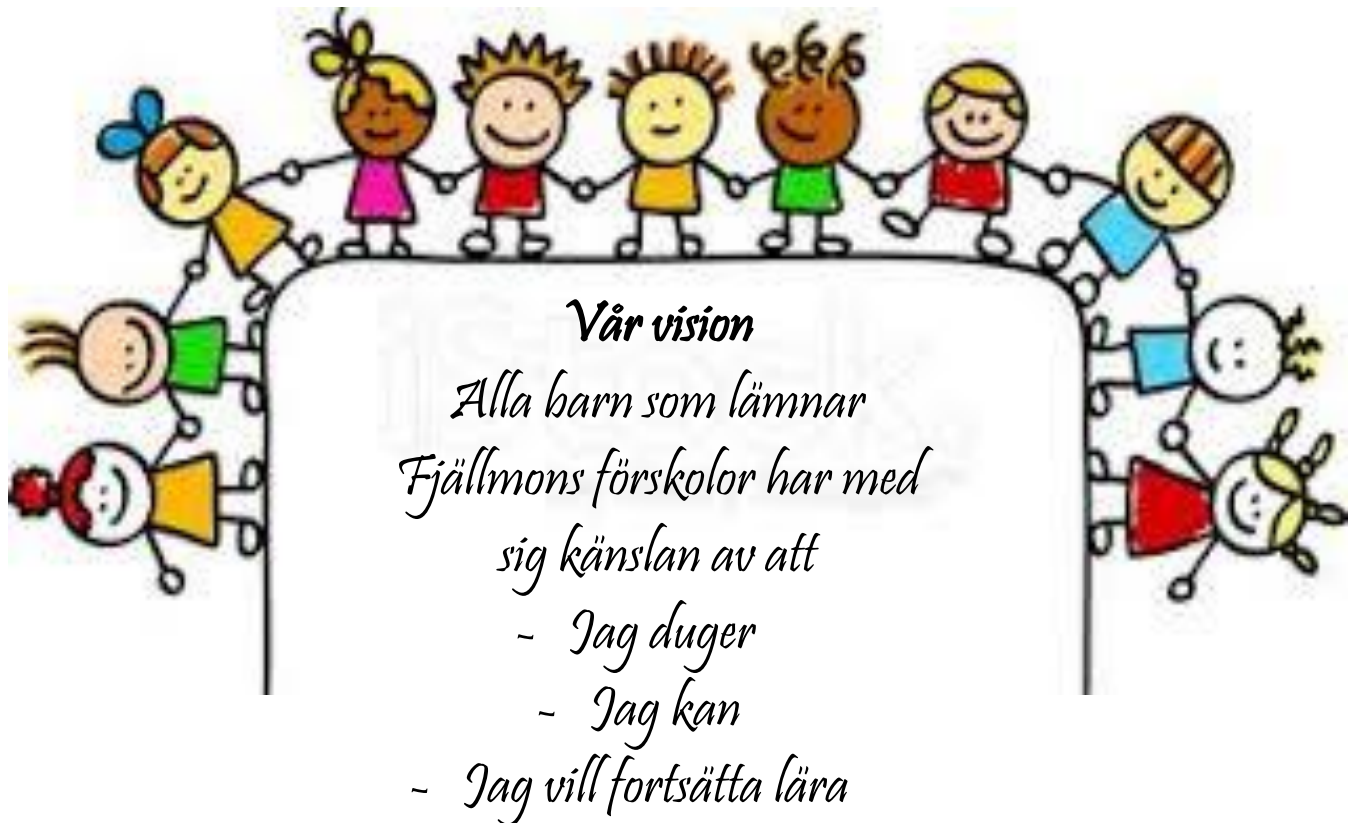 Vår vision
Alla barn som lämnar
Fjällmons förskolor har med
sig känslan av att
- Jag duger
- Jag kan
- Jag vill fortsätta lära